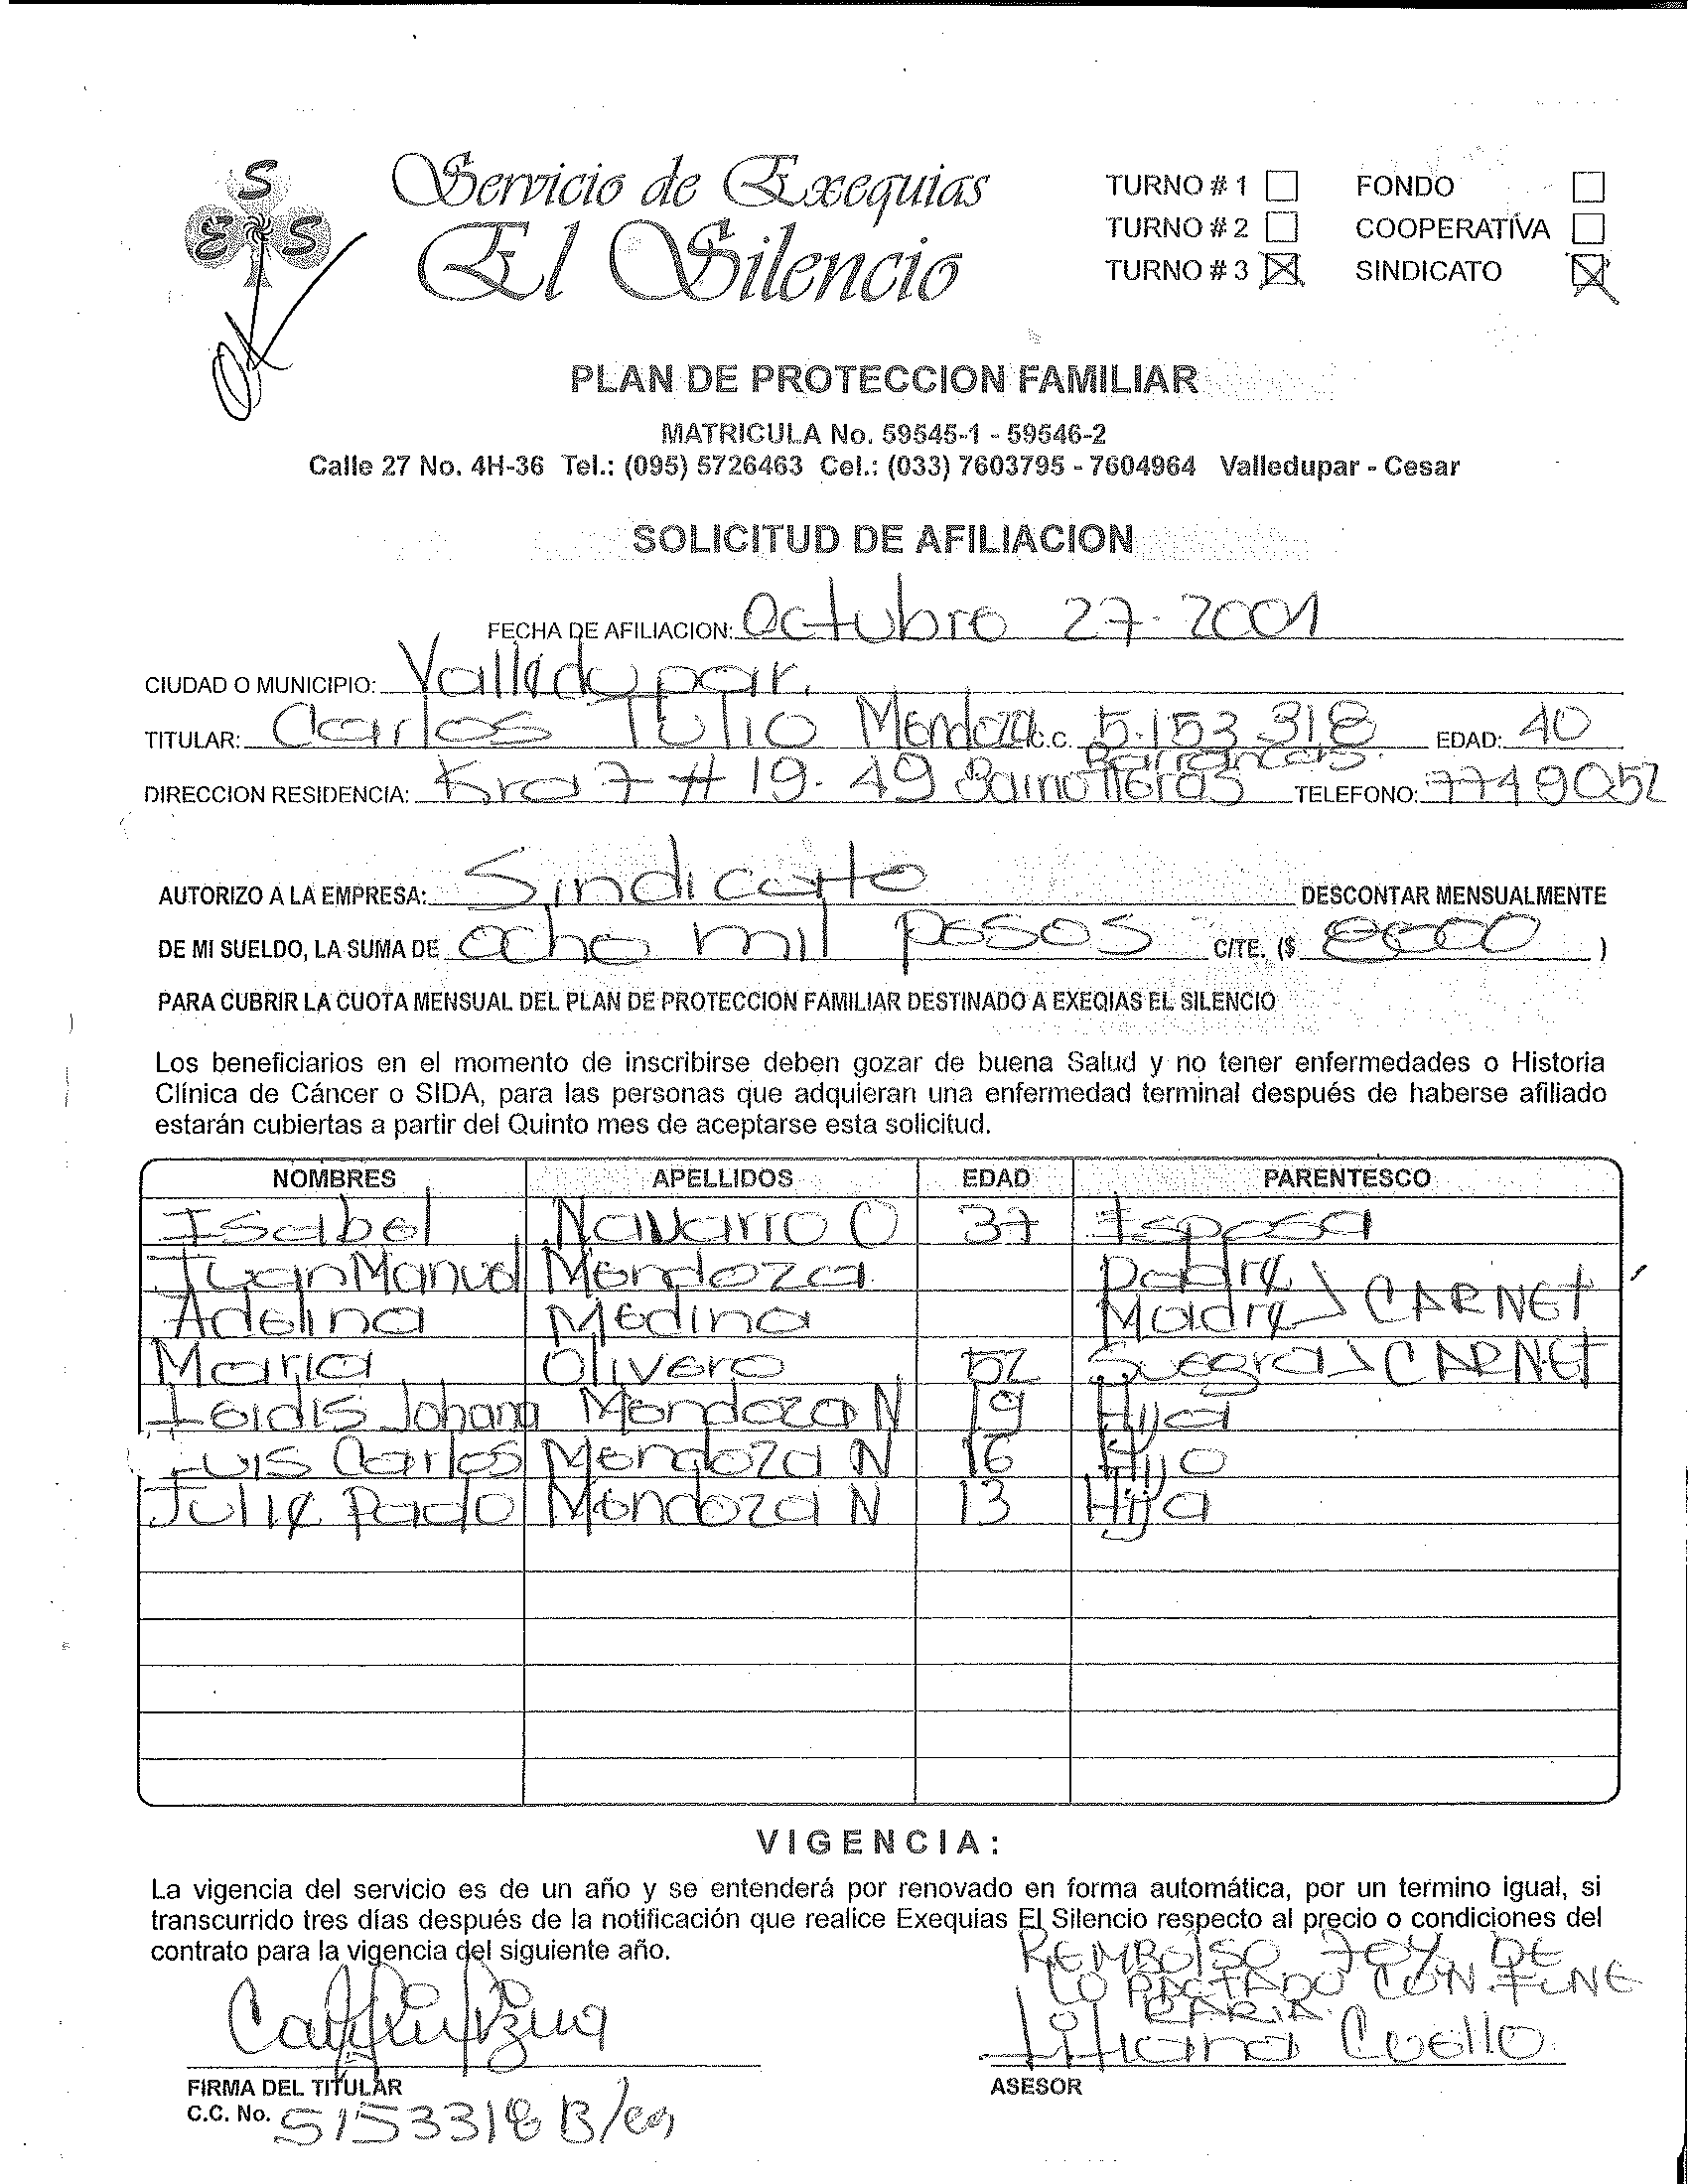 S
E S
OK
Servicio de Exequias
El Silencio
TURNO # 1 FONDO
TURNO # 2 COOPERATIVA
TURNO # 3 SINDICATO
PLAN DE PROTECCION FAMILIAR
MATRICULA No. 59545-1 - 59546-2
Calle 27 No. 4H-36 Tel.: (095) 5726463 Cel.: (033) 7603795 - 7604964 Valledupar - Cesar
SOLICITUD DE AFILIACION
FECHA DE AFILIACION: Octubre 27-2001
CIUDAD O MUNICIPIO: Valledupar.
TITULAR: Carlos Tulio Mendoza C.C. 5.153.318 EDAD: 40
Barrancas.
DIRECCION RESIDENCIA: Kra 7 # 19-49 TELEFONO: 7749052
AUTORIZO A LA EMPRESA: Sindicato DESCONTAR MENSUALMENTE
DE MI SUELDO, LA SUMA DE ocho mil pesos C/TE. ($ 8000 )
PARA CUBRIR LA CUOTA MENSUAL DEL PLAN DE PROTECCION FAMILIAR DESTINADO A EXEQIAS EL SILENCIO
Los beneficiarios en el momento de inscribirse deben gozar de buena Salud y no tener enfermedades o Historia
Clínica de Cáncer o SIDA, para las personas que adquieran una enfermedad terminal después de haberse afiliado
estarán cubiertas a partir del Quinto mes de aceptarse esta solicitud.
NOMBRES APELLIDOS EDAD PARENTESCO
Isabel Navarro O 37 Esposa
Juan Manuel Mendoza Padre
Adelina Medina Madre > CARNET
Maria Olivero 52 Suegra > CARNET
Leidis Johana Mendoza N 19 Hija
Luis Carlos Mendoza N 16 Hijo
Julie Mendoza N 13 Hija
VIGENCIA:
La vigencia del servicio es de un año y se entenderá por renovado en forma automática, por un termino igual, si
transcurrido tres días después de la notificación que realice Exequias El Silencio respecto al precio o condiciones del
contrato para la vigencia del siguiente año.
REMBOLSO 70% DE
LO PACTADO CON FUNE
RARIA
Liliana Cuello
FIRMA DEL TITULAR ASESOR
C.C. No. 5153318 B/ca